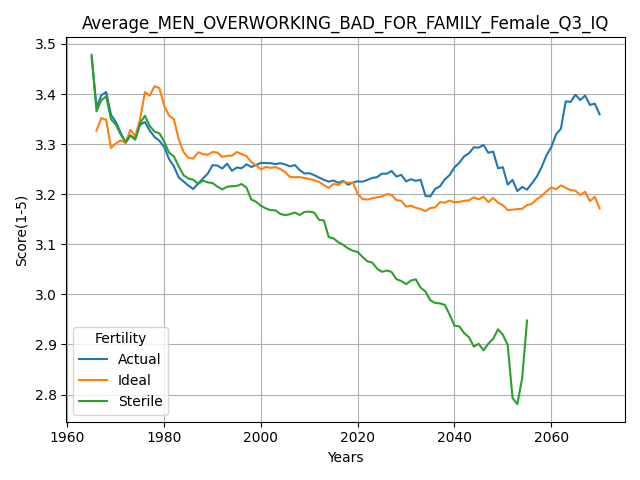 Average_MEN_OVERWORKING_BAD_FOR_FAMILY_Female_Q3_IQ
3.5
3.4
3.3
3.2
3.1
3.0
2.9
2.8
Score(1-5)
Fertility
Actual
Ideal
Sterile
1960 1980 2000 2020 2040 2060
Years